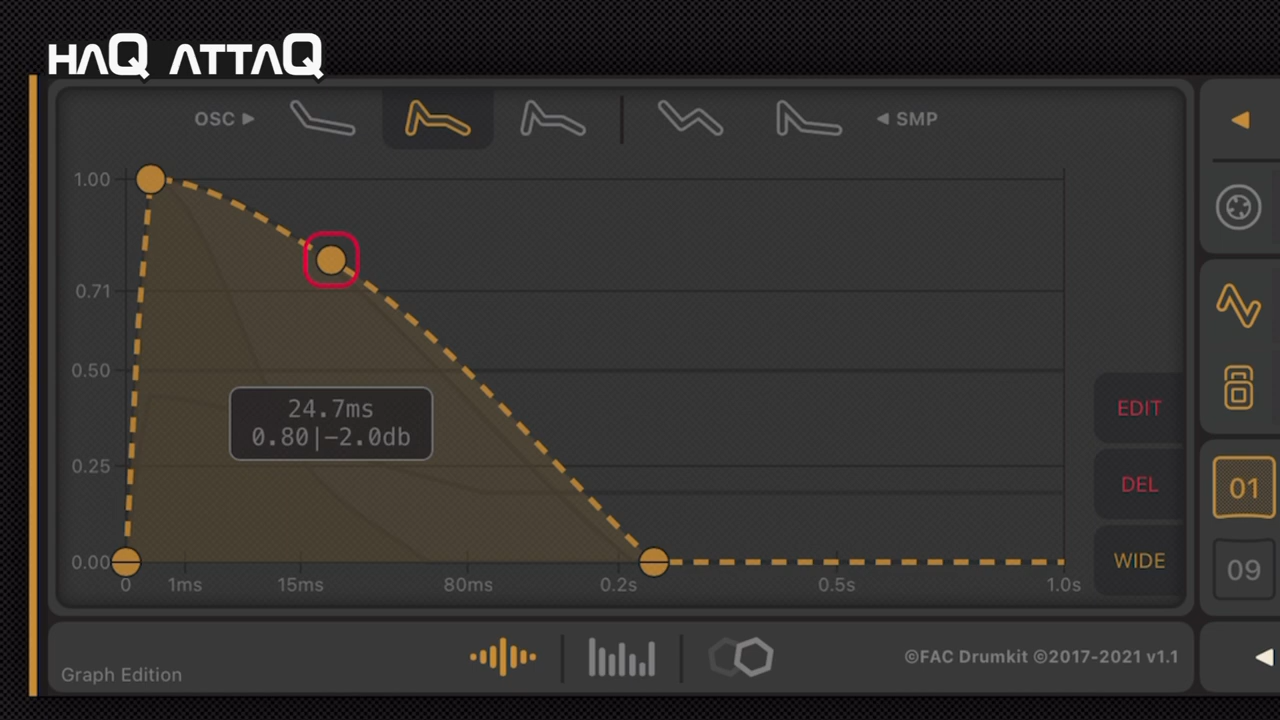 HAQ ATTAQ
OSC
SMP
1.00
0.71
0.50
0.25
0.00
24.7ms
0.80|-2.0db
0
1ms
15ms
80ms
0.2s
0.5s
1.0s
EDIT
DEL
WIDE
01
09
Graph Edition
©FAC Drumkit ©2017-2021 v1.1